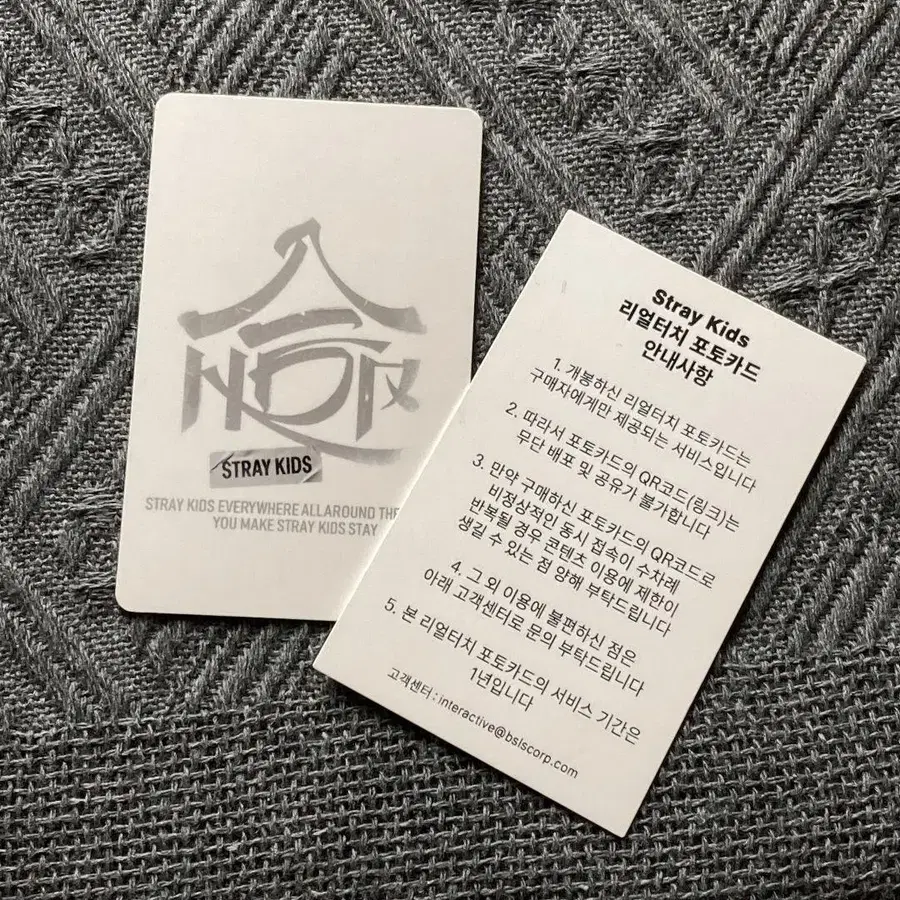 STRAY KIDS
STRAY KIDS EVERYWHERE ALLAROUND THE
YOU MAKE STRAY KIDS STAY
Stray Kids
리얼터치 포토카드
안내사항
1. 개봉하신 리얼터치 포토카드는
구매자에게만 제공되는 서비스입니다
2. 따라서 포토카드의 QR코드(링크)는
무단 배포 및 공유가 불가합니다
3. 만약 구매하신 포토카드의 QR코드로
비정상적인 동시 접속이 수차례
반복될 경우 콘텐츠 이용에 제한이
생길 수 있는 점 양해 부탁드립니다
4. 그 외 이용에 불편하신 점은
아래 고객센터로 문의 부탁드립니다
5. 본 리얼터치 포토카드의 서비스 기간은
1년입니다
고객센터 : interactive@bslscorp.com